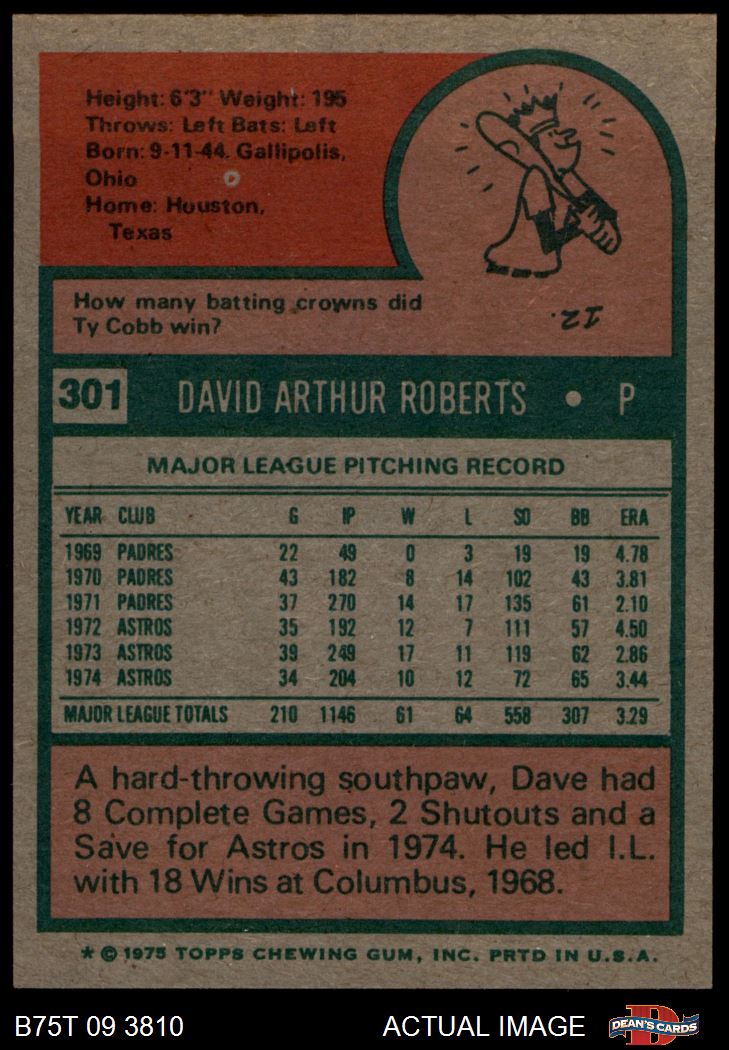 Height: 6'3" Weight: 195
Throws: Left Bats: Left
Born: 9-11-44. Gallipolis,
Ohio
Home: Houston,
Texas
How many batting crowns did
Ty Cobb win?
12.
301 DAVID ARTHUR ROBERTS • P
MAJOR LEAGUE PITCHING RECORD
YEAR CLUB G IP W L SO BB ERA
1969 PADRES 22 49 0 3 19 19 4.78
1970 PADRES 43 182 8 14 102 43 3.81
1971 PADRES 37 270 14 17 135 61 2.10
1972 ASTROS 35 192 12 7 111 57 4.50
1973 ASTROS 39 249 17 11 119 62 2.86
1974 ASTROS 34 204 10 12 72 65 3.44
MAJOR LEAGUE TOTALS 210 1146 61 64 558 307 3.29
A hard-throwing southpaw, Dave had
8 Complete Games, 2 Shutouts and a
Save for Astros in 1974. He led I.L.
with 18 Wins at Columbus, 1968.
* © 1975 TOPPS CHEWING GUM, INC. PRTD IN U.S.A.
B75T 09 3810 ACTUAL IMAGE DEAN'S CARDS